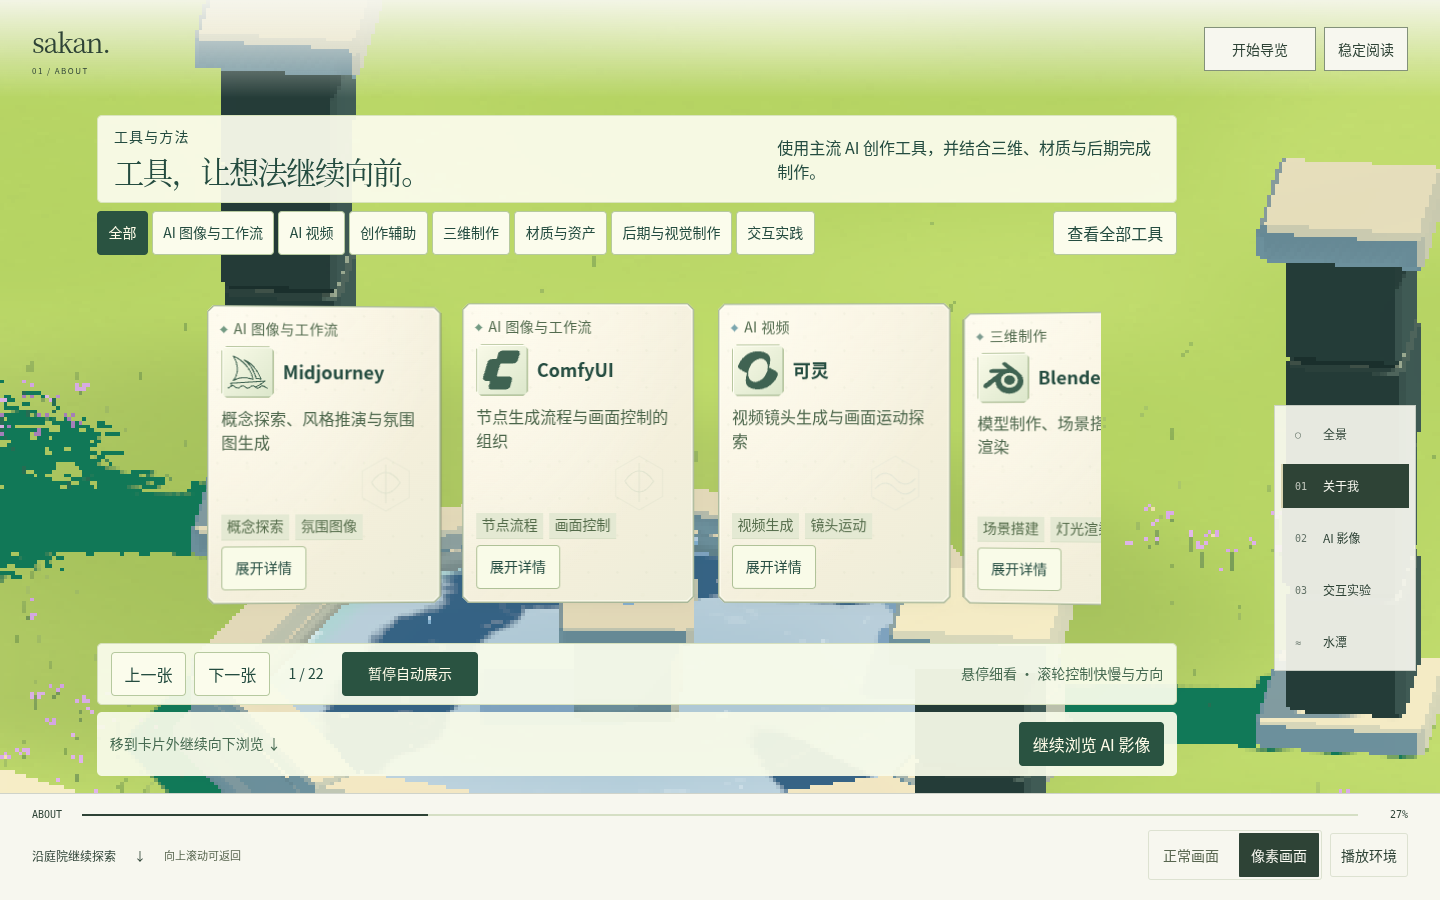 sakan.
01 / ABOUT
开始导览
稳定阅读
工具与方法
工具，让想法继续向前。
使用主流 AI 创作工具，并结合三维、材质与后期完成
制作。
全部
AI 图像与工作流
AI 视频
创作辅助
三维制作
材质与资产
后期与视觉制作
交互实践
查看全部工具
AI 图像与工作流
Midjourney
概念探索、风格推演与氛围
图生成
概念探索
氛围图像
展开详情
AI 图像与工作流
ComfyUI
节点生成流程与画面控制的
组织
节点流程
画面控制
展开详情
AI 视频
可灵
视频镜头生成与画面运动探
索
视频生成
镜头运动
展开详情
三维制作
Blende
模型制作、场景搭
渲染
场景搭建
灯光渲
展开详情
全景
01 关于我
02 AI 影像
03 交互实验
≈ 水潭
上一张
下一张
1 / 22
暂停自动展示
悬停细看 · 滚轮控制快慢与方向
移到卡片外继续向下浏览 ↓
继续浏览 AI 影像
ABOUT
27%
沿庭院继续探索 ↓ 向上滚动可返回
正常画面
像素画面
播放环境